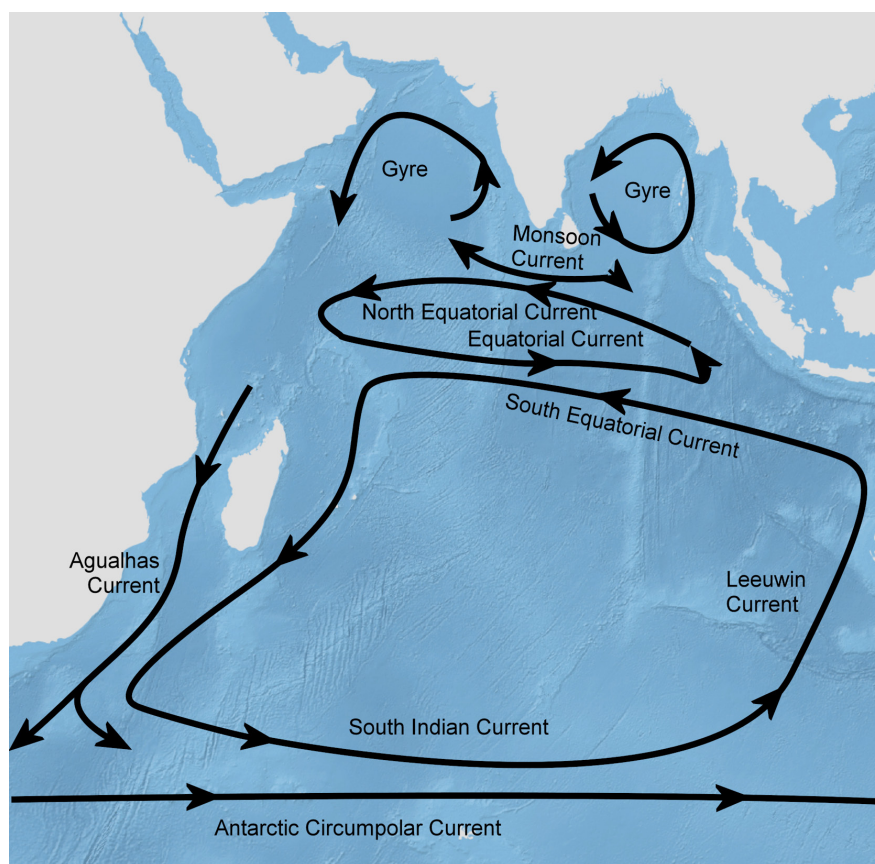 Gyre
Gyre
Monsoon
Current
North Equatorial Current
Equatorial Current
South Equatorial Current
Agualhas
Current
Leeuwin
Current
South Indian Current
Antarctic Circumpolar Current